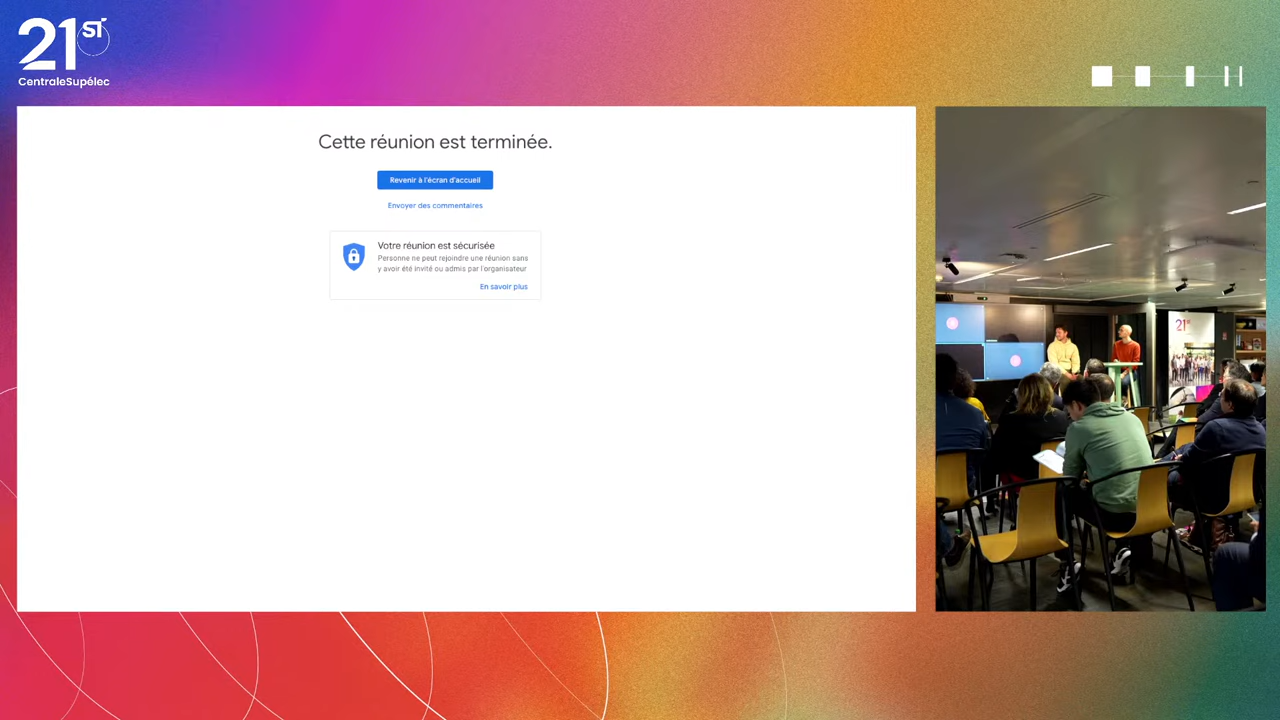 21st
CentraleSupélec
Cette réunion est terminée.
Revenir à l'écran d'accueil
Envoyer des commentaires
Votre réunion est sécurisée
Personne ne peut rejoindre une réunion sans
y avoir été invité ou admis par l'organisateur
En savoir plus
21st